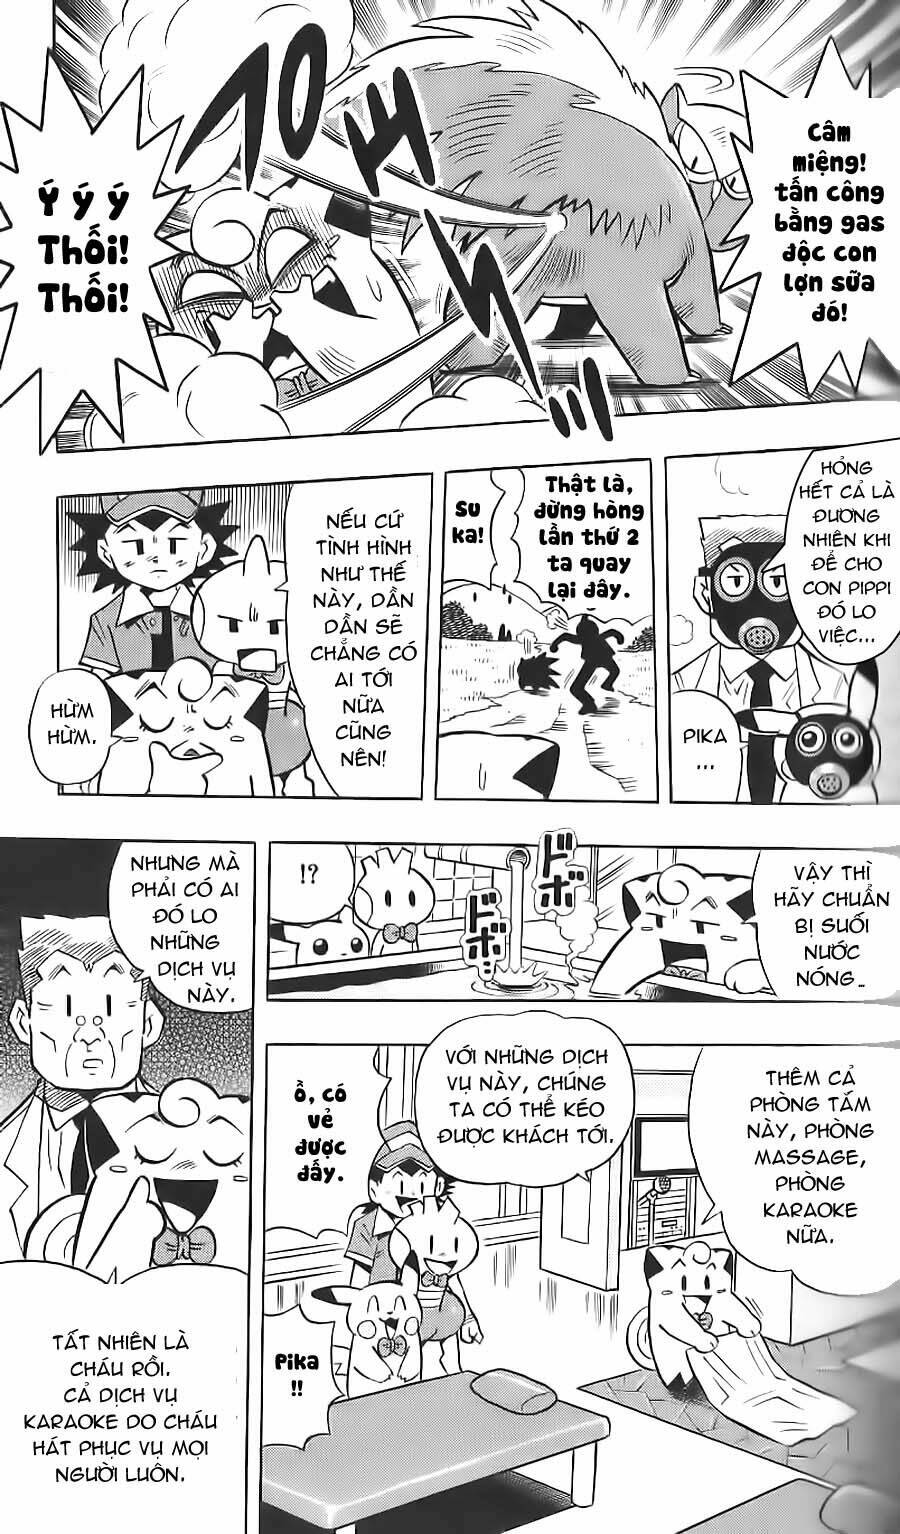 Câm
miệng!
tấn công
bằng gas
độc con
lợn sữa
đó!
Ý ý ý
Thối!
Thối!
HỎNG
HẾT CẢ LÀ
ĐƯƠNG
NHIÊN KHI
ĐỂ CHO
CON PIPPI
ĐÓ LO
VIỆC...
PIKA
...
Thật là,
đừng hòng
lần thứ 2
ta quay
lại đây.
Su
ka!
NẾU CỨ
TÌNH HÌNH
NHƯ THẾ
NÀY, DẦN
DẦN SẼ
CHẲNG CÓ
AI TỚI
NỮA
CŨNG
NÊN!
HỪM
HỪM.
VẬY THÌ
HÃY CHUẨN
BỊ SUỐI
NƯỚC
NÓNG...
ドボ
ドボ
!?
THÊM CẢ
PHÒNG TẮM
NÀY, PHÒNG
MASSAGE,
PHÒNG
KARAOKE
NỮA.
VỚI NHỮNG DỊCH
VỤ NÀY, CHÚNG
TA CÓ THỂ KÉO
ĐƯỢC KHÁCH TỚI.
Ồ, có
vẻ
được
đấy.
Pika
!!
NHƯNG MÀ
PHẢI CÓ AI
ĐÓ LO
NHỮNG
DỊCH VỤ
NÀY.
TẤT NHIÊN LÀ
CHÁU RỒI.
CẢ DỊCH VỤ
KARAOKE DO CHÁU
HÁT PHỤC VỤ MỌI
NGƯỜI LUÔN.